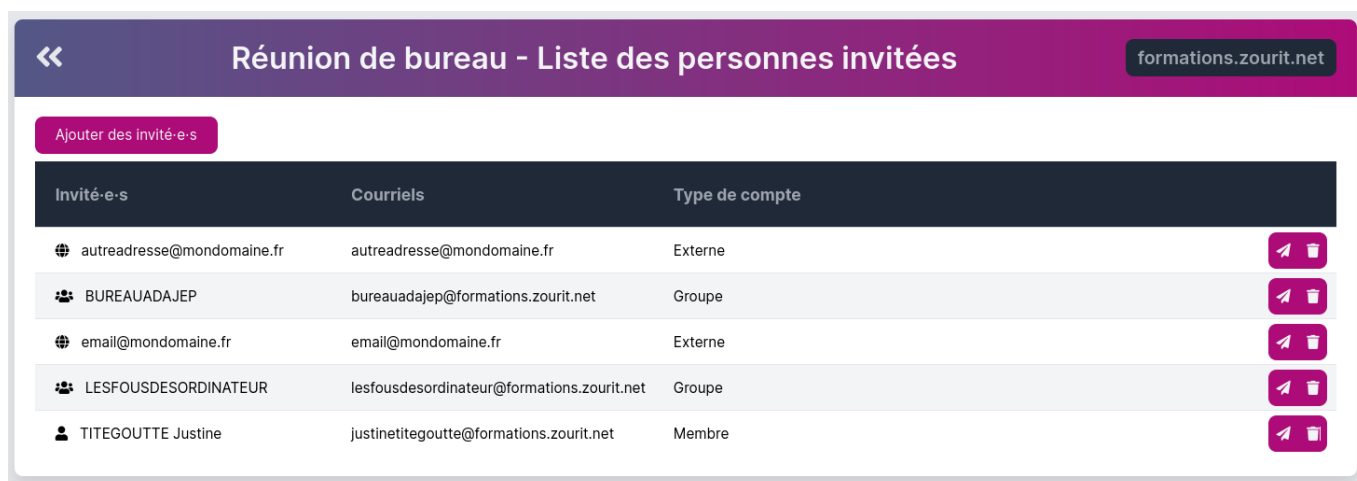 Réunion de bureau - Liste des personnes invitées
formations.zourit.net
Ajouter des invité·e·s
Invité·e·s Courriels Type de compte
autreadresse@mondomaine.fr autreadresse@mondomaine.fr Externe
BUREAUADAJEP bureauadajep@formations.zourit.net Groupe
email@mondomaine.fr email@mondomaine.fr Externe
LESFOUSDESORDINATEUR lesfousdesordinateur@formations.zourit.net Groupe
TITEGOUTTE Justine justinetitegoutte@formations.zourit.net Membre